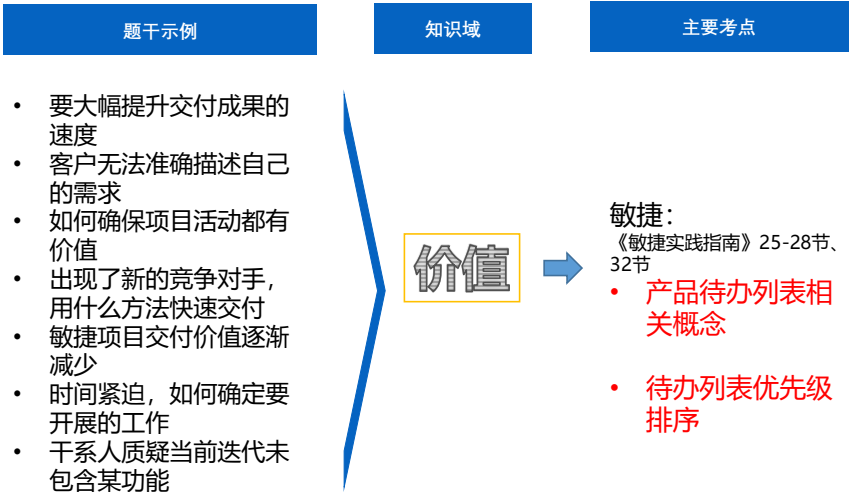 题干示例
知识域
主要考点
• 要大幅提升交付成果的
速度
• 客户无法准确描述自己
的需求
• 如何确保项目活动都有
价值
• 出现了新的竞争对手，
用什么方法快速交付
• 敏捷项目交付价值逐渐
减少
• 时间紧迫，如何确定要
开展的工作
• 干系人质疑当前迭代未
包含某功能
价值
敏捷：
《敏捷实践指南》25-28节、
32节
• 产品待办列表相
关概念
• 待办列表优先级
排序